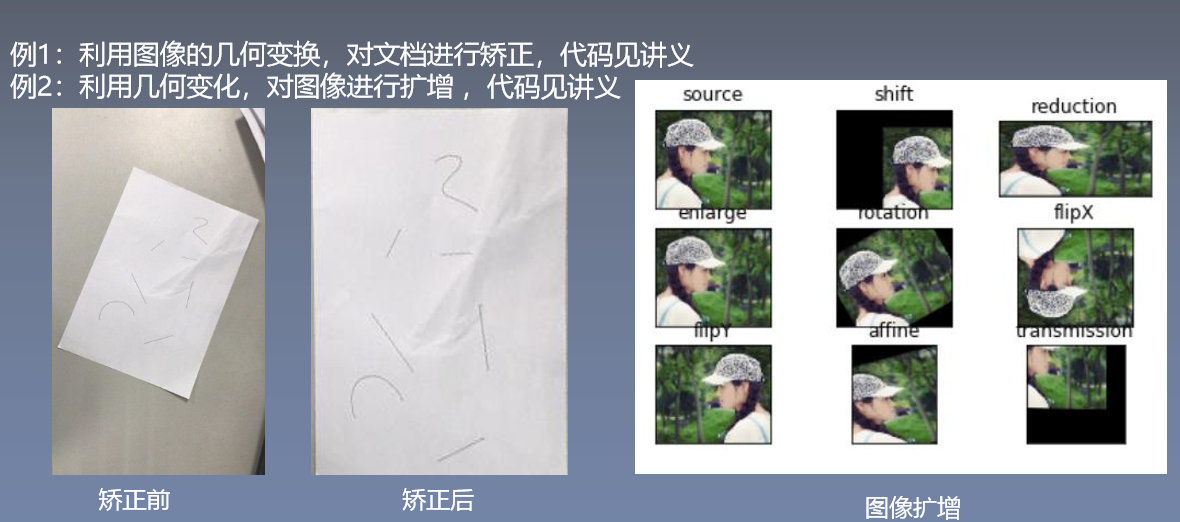 例1：利用图像的几何变换，对文档进行矫正，代码见讲义
例2：利用几何变化，对图像进行扩增 ，代码见讲义
source
shift
reduction
enlarge
rotation
flipX
flipY
affine
transmission
矫正前
矫正后
图像扩增